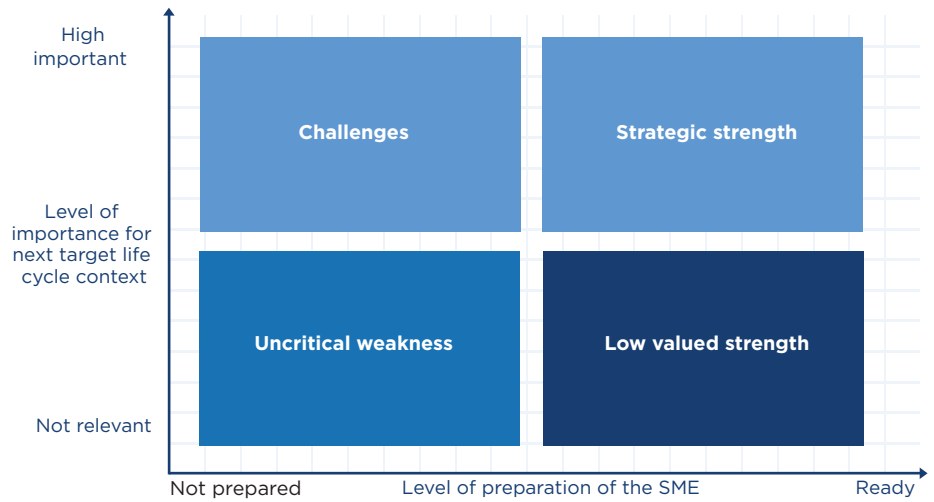 High
important
Challenges
Strategic strength
Level of
importance for
next target life
cycle context
Uncritical weakness
Low valued strength
Not relevant
Not prepared
Level of preparation of the SME
Ready